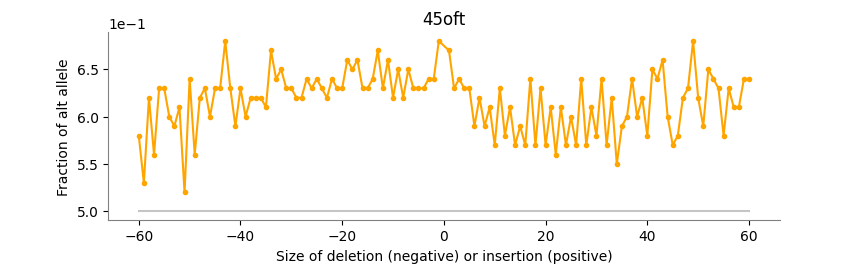 45oft
1e−1
Fraction of alt allele
6.5
6.0
5.5
5.0
−60
−40
−20
0
20
40
60
Size of deletion (negative) or insertion (positive)